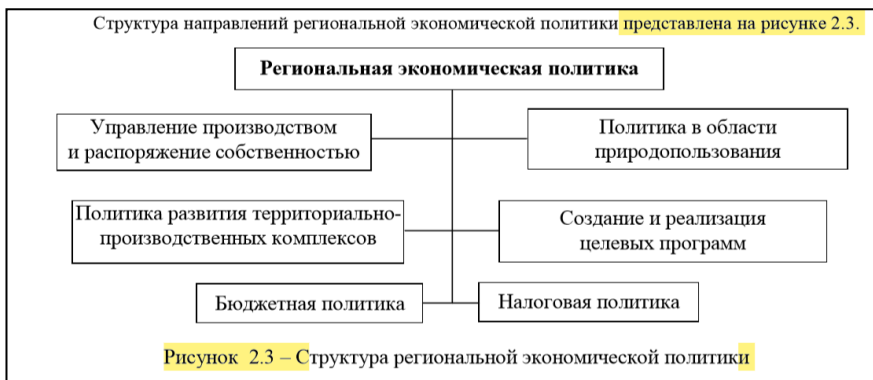 Структура направлений региональной экономической политики представлена на рисунке 2.3.
Региональная экономическая политика
Управление производством
и распоряжение собственностью
Политика в области
природопользования
Политика развития территориально-
производственных комплексов
Создание и реализация
целевых программ
Бюджетная политика
Налоговая политика
Рисунок 2.3 – Структура региональной экономической политики